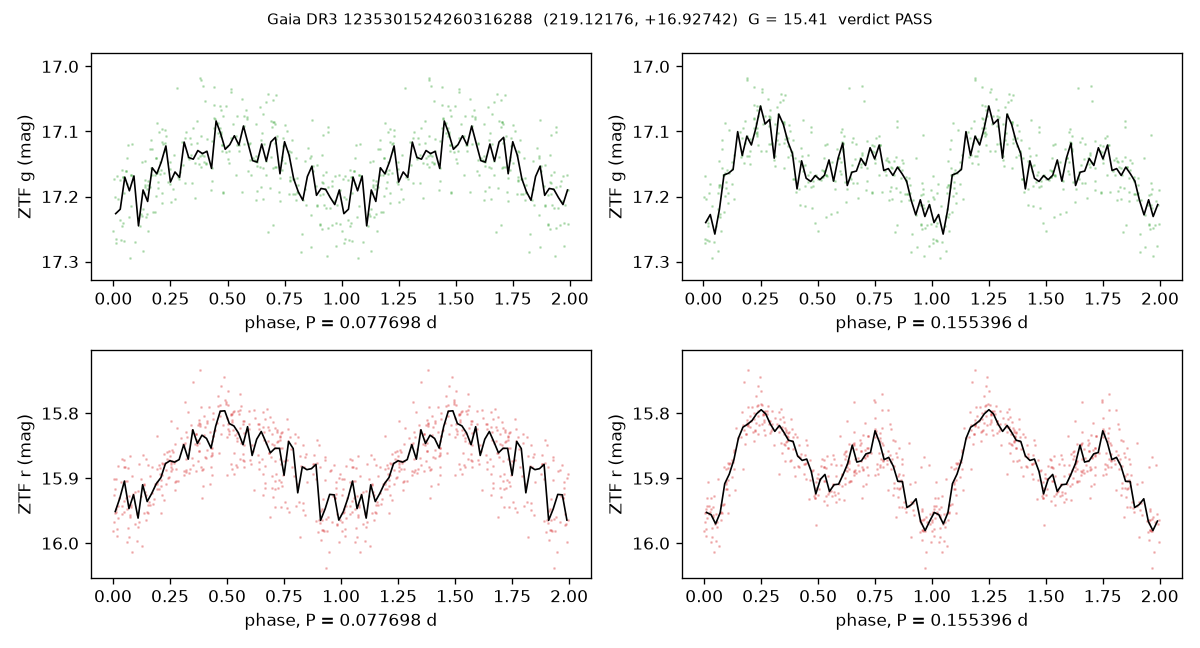 Gaia DR3 1235301524260316288 (219.12176, +16.92742) G = 15.41 verdict PASS
ZTF g (mag)
17.0
17.1
17.2
17.3
0.00 0.25 0.50 0.75 1.00 1.25 1.50 1.75 2.00
phase, P = 0.077698 d
ZTF g (mag)
17.0
17.1
17.2
17.3
0.00 0.25 0.50 0.75 1.00 1.25 1.50 1.75 2.00
phase, P = 0.155396 d
ZTF r (mag)
15.8
15.9
16.0
0.00 0.25 0.50 0.75 1.00 1.25 1.50 1.75 2.00
phase, P = 0.077698 d
ZTF r (mag)
15.8
15.9
16.0
0.00 0.25 0.50 0.75 1.00 1.25 1.50 1.75 2.00
phase, P = 0.155396 d